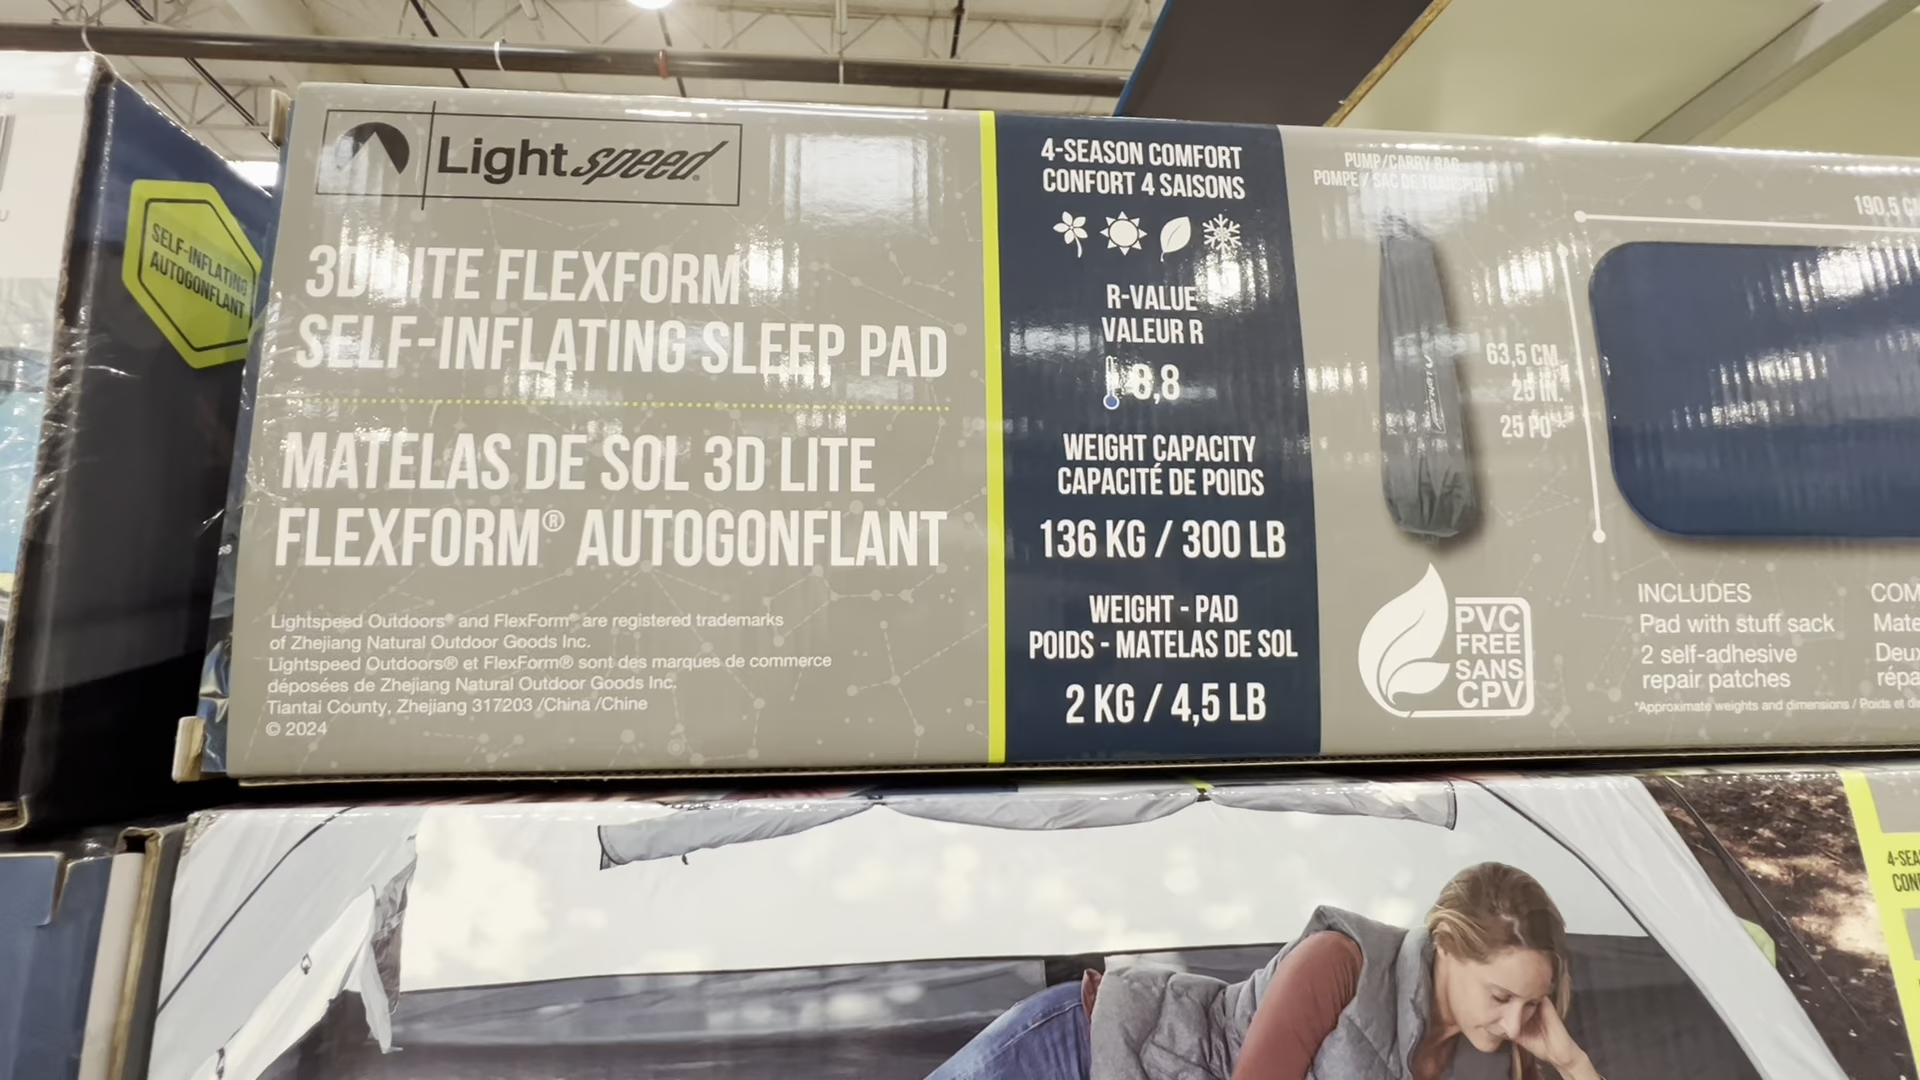 SELF-INFLATING
AUTOGONFLANT
Lightspeed®
3D LITE FLEXFORM®
SELF-INFLATING SLEEP PAD
MATELAS DE SOL 3D LITE
FLEXFORM® AUTOGONFLANT
Lightspeed Outdoors® and FlexForm® are registered trademarks
of Zhejiang Natural Outdoor Goods Inc.
Lightspeed Outdoors® et FlexForm® sont des marques de commerce
déposées de Zhejiang Natural Outdoor Goods Inc.
Tiantai County, Zhejiang 317203 /China /Chine
© 2024
4-SEASON COMFORT
CONFORT 4 SAISONS
R-VALUE
VALEUR R
8,8
WEIGHT CAPACITY
CAPACITÉ DE POIDS
136 KG / 300 LB
WEIGHT - PAD
POIDS - MATELAS DE SOL
2 KG / 4,5 LB
PUMP/CARRY BAG
POMPE / SAC DE TRANSPORT
190,5
63,5 CM
25 IN.
25 PO
PVC
FREE
SANS
CPV
INCLUDES
Pad with stuff sack
2 self-adhesive
repair patches
*Approximate weights and dimensions / Poids et